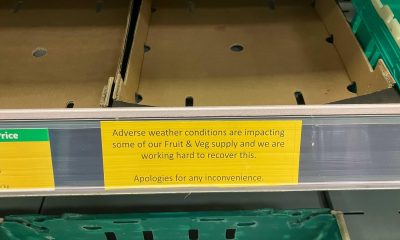 Price
Adverse weather conditions are impacting
some of our Fruit & Veg supply and we are
working hard to recover this.
Apologies for any inconvenience.